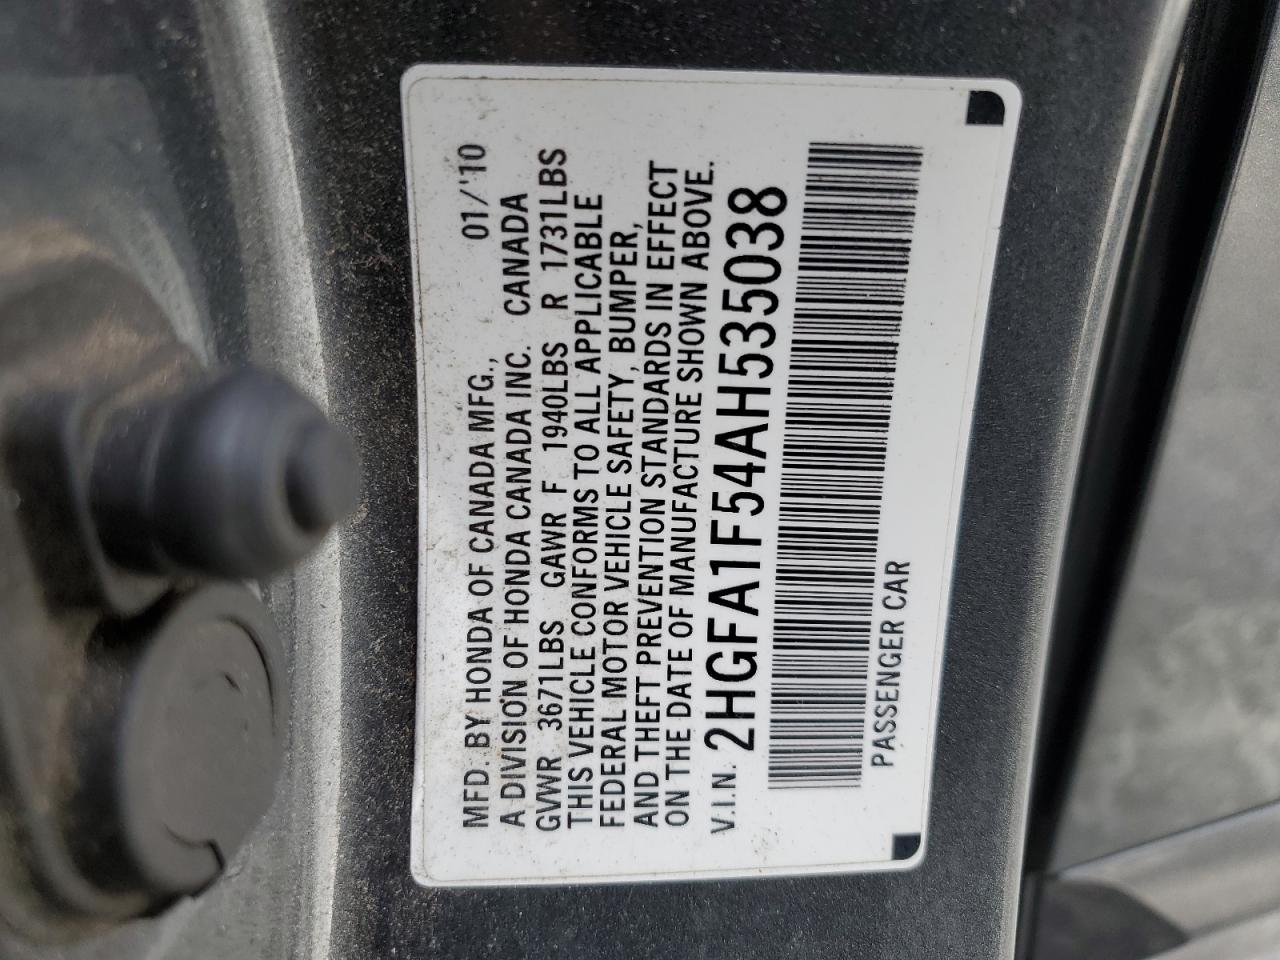 MFD. BY HONDA OF CANADA MFG., 01/'10
A DIVISION OF HONDA CANADA INC. CANADA
GVWR 3671LBS GAWR F 1940LBS R 1731LBS
THIS VEHICLE CONFORMS TO ALL APPLICABLE
FEDERAL MOTOR VEHICLE SAFETY, BUMPER,
AND THEFT PREVENTION STANDARDS IN EFFECT
ON THE DATE OF MANUFACTURE SHOWN ABOVE.
V.I.N. 2HGFA1F54AH535038
PASSENGER CAR